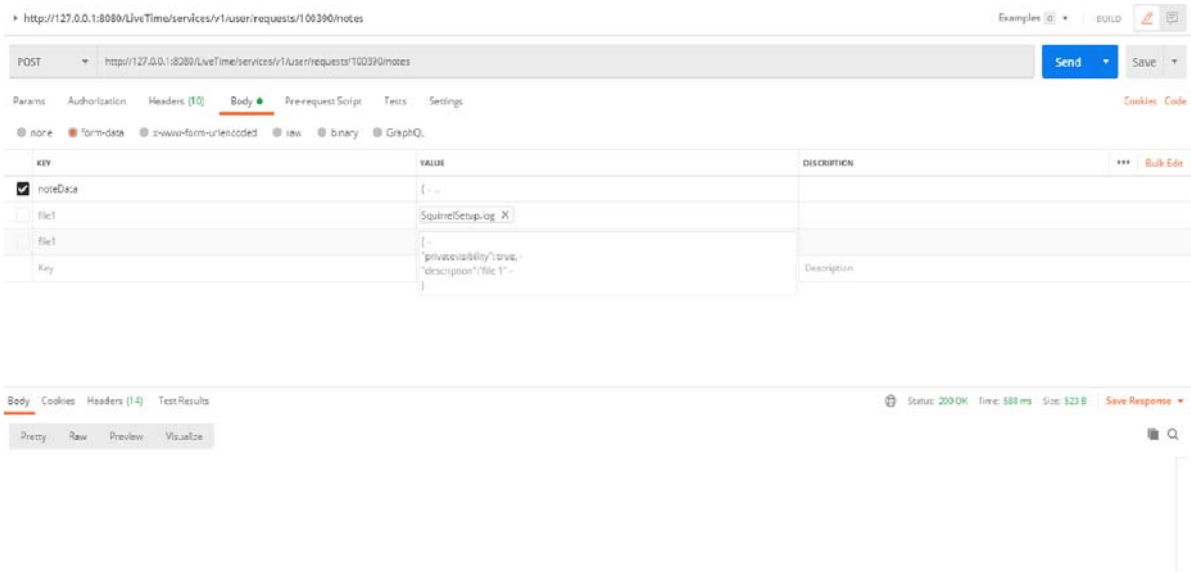 http://127.0.0.1:8080/LiveTime/services/v1/user/requests/100390/notes Examples 0 BUILD
POST http://127.0.0.1:8080/LiveTime/services/v1/user/requests/100390/notes Send Save
Params Authorization Headers (10) Body Pre-request Script Tests Settings Cookies Code
none form-data x-www-form-urlencoded raw binary GraphQL
KEY VALUE DESCRIPTION ••• Bulk Edit
noteData { - ...
file1 SquirrelSetup.log X
file1 { -
"privatevisibility": true, -
Key "description":"file 1" - Description
}
Body Cookies Headers (14) Test Results Status: 200 OK Time: 588 ms Size: 523 B Save Response
Pretty Raw Preview Visualize